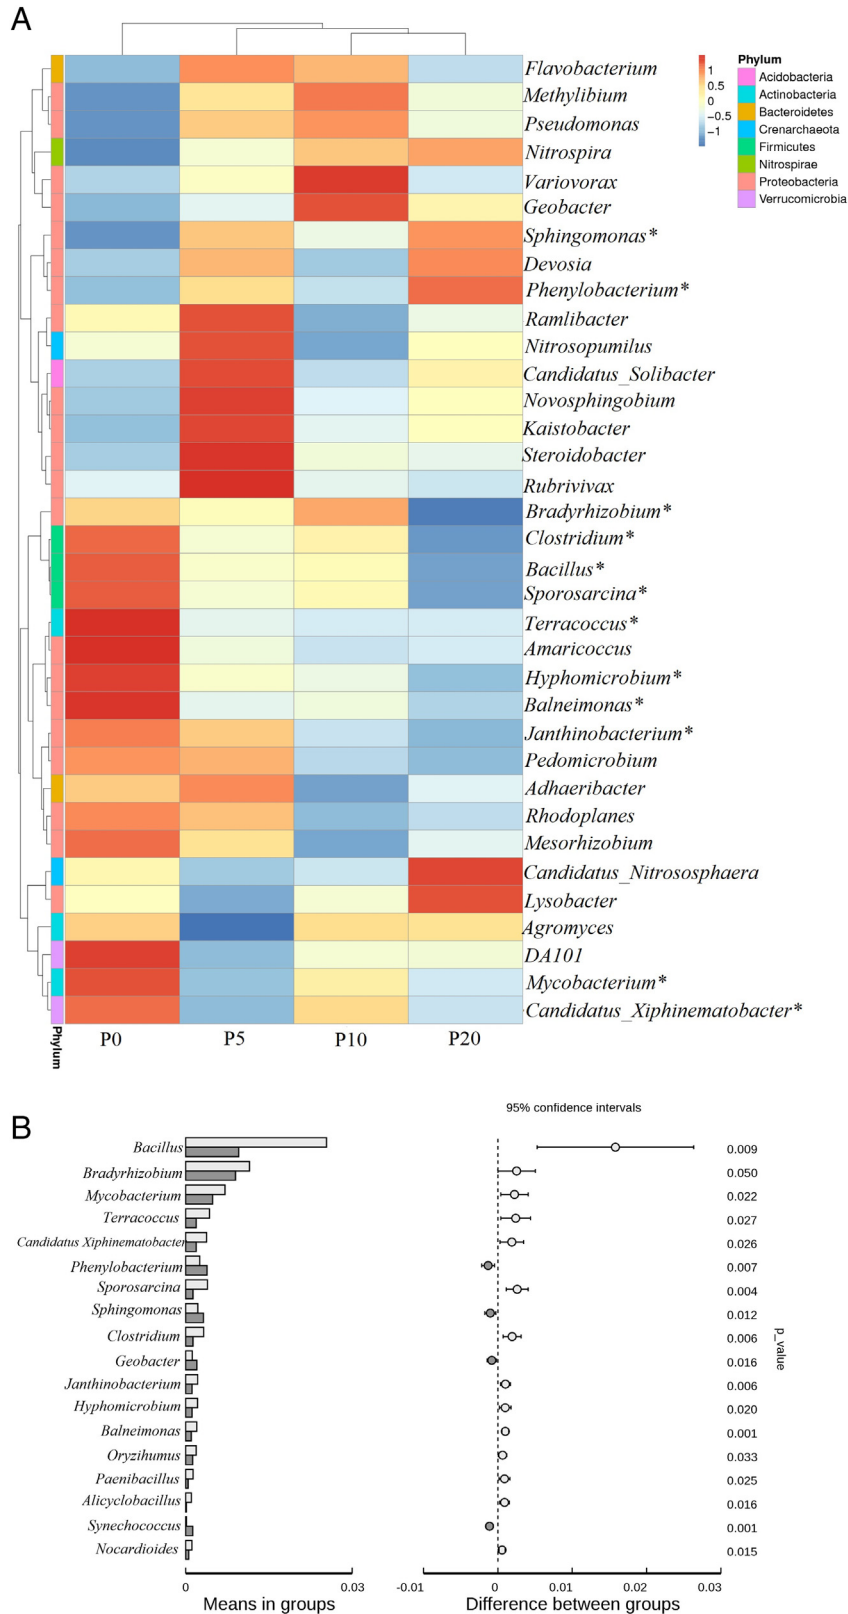 A
Flavobacterium
Methylibium
Pseudomonas
Nitrospira
Variovorax
Geobacter
Sphingomonas*
Devosia
Phenylobacterium*
Ramlibacter
Nitrosopumilus
Candidatus_Solibacter
Novosphingobium
Kaistobacter
Steroidobacter
Rubrivivax
Bradyrhizobium*
Clostridium*
Bacillus*
Sporosarcina*
Terracoccus*
Amaricoccus
Hyphomicrobium*
Balneimonas*
Janthinobacterium*
Pedomicrobium
Adhaeribacter
Rhodoplanes
Mesorhizobium
Candidatus_Nitrososphaera
Lysobacter
Agromyces
DA101
Mycobacterium*
Candidatus_Xiphinematobacter*
1
0.5
0
−0.5
−1
Phylum
Acidobacteria
Actinobacteria
Bacteroidetes
Crenarchaeota
Firmicutes
Nitrospirae
Proteobacteria
Verrucomicrobia
Phylum
P0 P5 P10 P20
B
95% confidence intervals
Bacillus 0.009
Bradyrhizobium 0.050
Mycobacterium 0.022
Terracoccus 0.027
Candidatus Xiphinematobacter 0.026
Phenylobacterium 0.007
Sporosarcina 0.004
Sphingomonas 0.012
Clostridium 0.006
Geobacter 0.016
Janthinobacterium 0.006
Hyphomicrobium 0.020
Balneimonas 0.001
Oryzihumus 0.033
Paenibacillus 0.025
Alicyclobacillus 0.016
Synechococcus 0.001
Nocardioides 0.015
p_value
0 0.03 -0.01 0 0.01 0.02 0.03
Means in groups Difference between groups